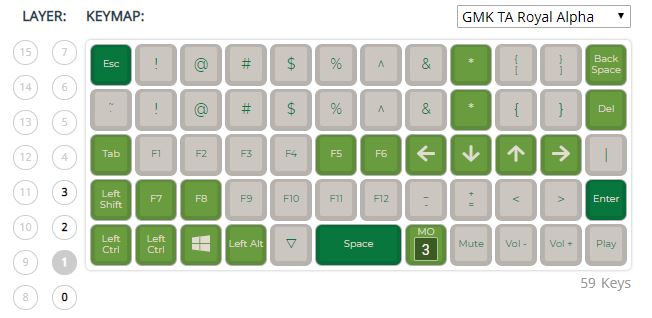 LAYER: KEYMAP: GMK TA Royal Alpha
15 7 Esc ! @ # $ % ^ & * { [ } ] Back Space
14 6 ~ ` ! @ # $ % ^ & * { } Del
13 5
12 4 Tab F1 F2 F3 F4 F5 F6 ← ↓ ↑ → |
11 3 Left Shift F7 F8 F9 F10 F11 F12 _ - + = < > Enter
10 2 Left Ctrl Left Ctrl Left Alt ▽ Space MO 3 Mute Vol - Vol + Play
9 1
8 0 59 Keys